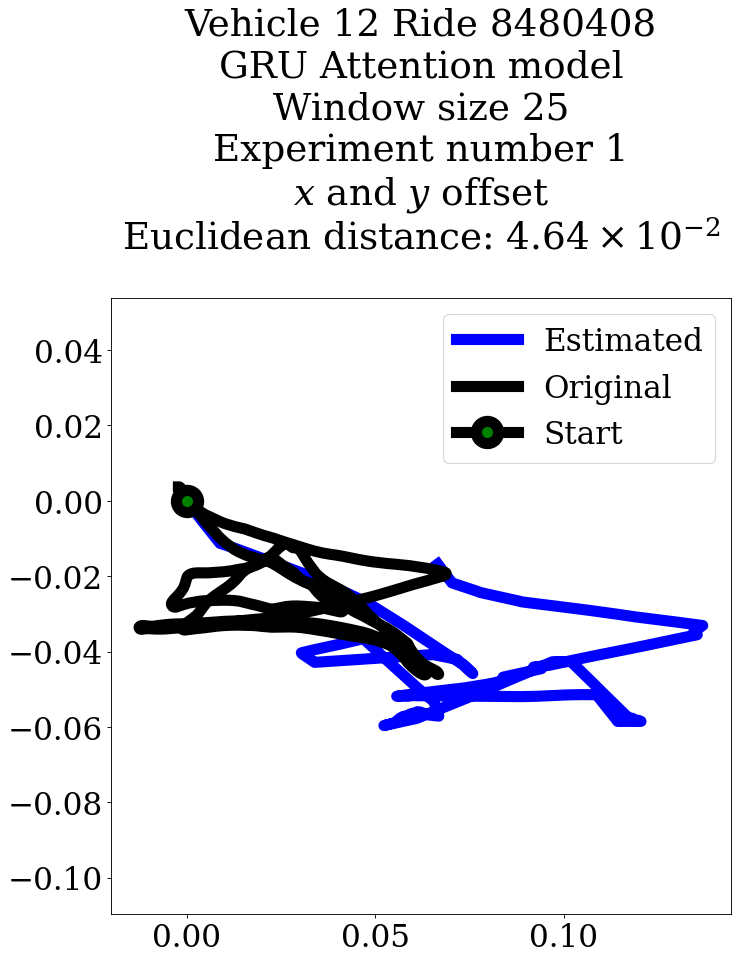 Vehicle 12 Ride 8480408
GRU Attention model
Window size 25
Experiment number 1
x and y offset
Euclidean distance: 4.64 × 10⁻²
Estimated
Original
Start
0.04
0.02
0.00
−0.02
−0.04
−0.06
−0.08
−0.10
0.00
0.05
0.10